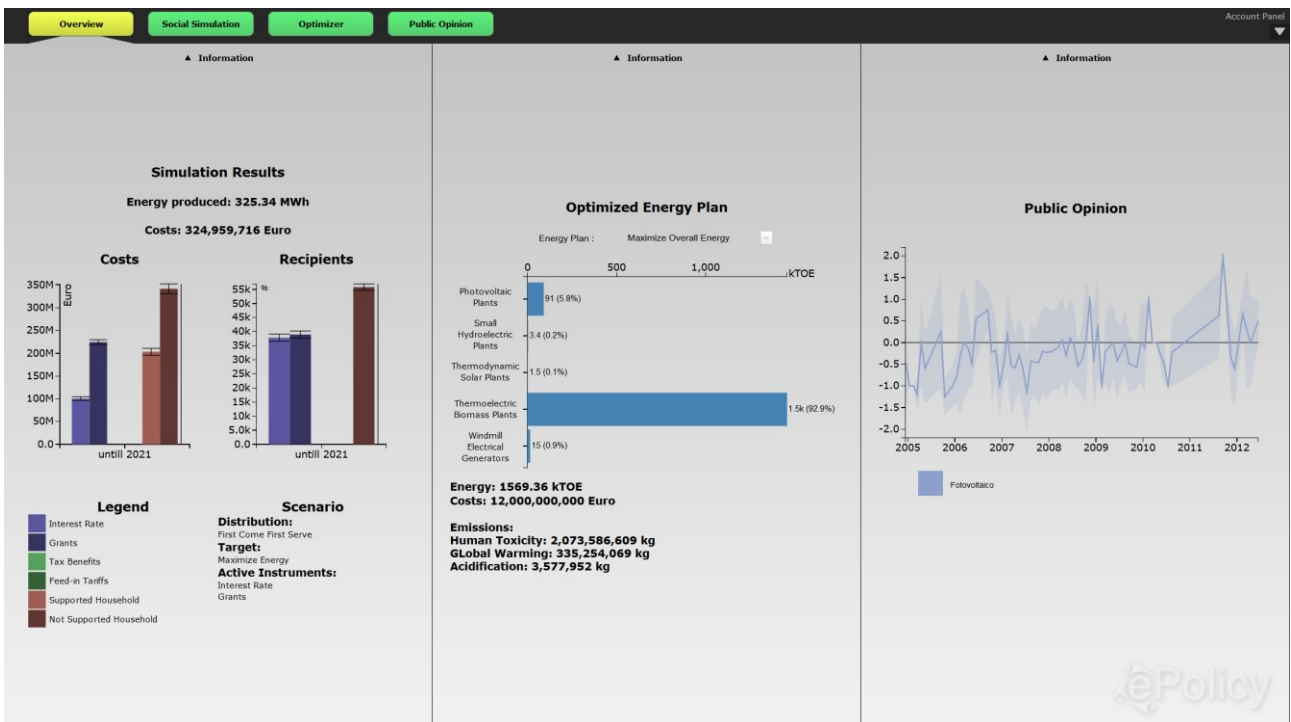 Overview
Social Simulation
Optimizer
Public Opinion
Account Panel
▲ Information
Simulation Results
Energy produced: 325.34 MWh
Costs: 324,959,716 Euro
Costs
350M
300M
250M
200M
150M
100M
50M
0.0
Euro
untill 2021
Recipients
55k
50k
45k
40k
35k
30k
25k
20k
15k
10k
5.0k
0.0
%
untill 2021
Legend
Interest Rate
Grants
Tax Benefits
Feed-in Tariffs
Supported Household
Not Supported Household
Scenario
Distribution:
First Come First Serve
Target:
Maximize Energy
Active Instruments:
Interest Rate
Grants
▲ Information
Optimized Energy Plan
Energy Plan : Maximize Overall Energy
0 500 1,000 kTOE
Photovoltaic
Plants
91 (5.8%)
Small
Hydroelectric
Plants
3.4 (0.2%)
Thermodynamic
Solar Plants
1.5 (0.1%)
Thermoelectric
Biomass Plants
1.5k (92.9%)
Windmill
Electrical
Generators
15 (0.9%)
Energy: 1569.36 kTOE
Costs: 12,000,000,000 Euro
Emissions:
Human Toxicity: 2,073,586,609 kg
GLobal Warming: 335,254,069 kg
Acidification: 3,577,952 kg
▲ Information
Public Opinion
2.0
1.5
1.0
0.5
0.0
-0.5
-1.0
-1.5
-2.0
2005 2006 2007 2008 2009 2010 2011 2012
Fotovoltaico
ePolicy